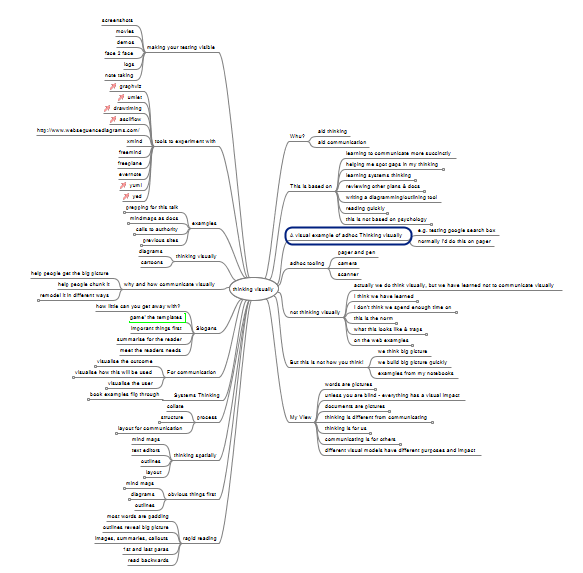 thinking visually
making your testing visible
screenshots
movies
demos
face 2 face
logs
note taking
tools to experiment with
graphviz
umlet
drawtiming
asciiflow
http://www.websequencediagrams.com/
xmind
freemind
freeplane
evernote
yuml
yed
examples
prepping for this talk
mindmaps as docs
calls to authority
previous sites
thinking visually
diagrams
cartoons
why and how communicate visually
help people get the big picture
help people chunk it
remodel it in different ways
Slogans
how little can you get away with?
'game' the templates
imporant things first
summarise for the reader
meet the readers needs
For communication
visualise the outcome
visualise how this will be used
visualise the user
Systems Thinking
book examples flip through
process
collate
structure
layout for communication
thinking spatially
mind maps
text editors
outlines
layout
obvious things first
mind maps
diagrams
outlines
rapid reading
most words are padding
outlines reveal big picture
images, summaries, callouts
1st and last paras
read backwards
Why?
aid thinking
aid communication
This is based on
learning to communicate more succinctly
helping me spot gaps in my thinking
learning systems thinking
reviewing other plans & docs
writing a diagramming/outlining tool
reading quickly
this is not based on psychology
A visual example of adhoc Thinking visually
e.g. testing google search box
normally I'd do this on paper
adhoc tooling
paper and pen
camera
scanner
not thinking visually
actually we do think visually, but we have learned not to communicate visually
I think we have learned
I don't think we spend enough time on
this is the norm
what this looks like & traps
on the web examples
But this is not how you think!
we think big picture
we build big picture quickly
examples from my notebooks
My View
words are pictures
unless you are blind - everything has a visual impact
documents are pictures
thinking is different from communicating
thinking is for us
communicating is for others
different visual models have different purposes and impact